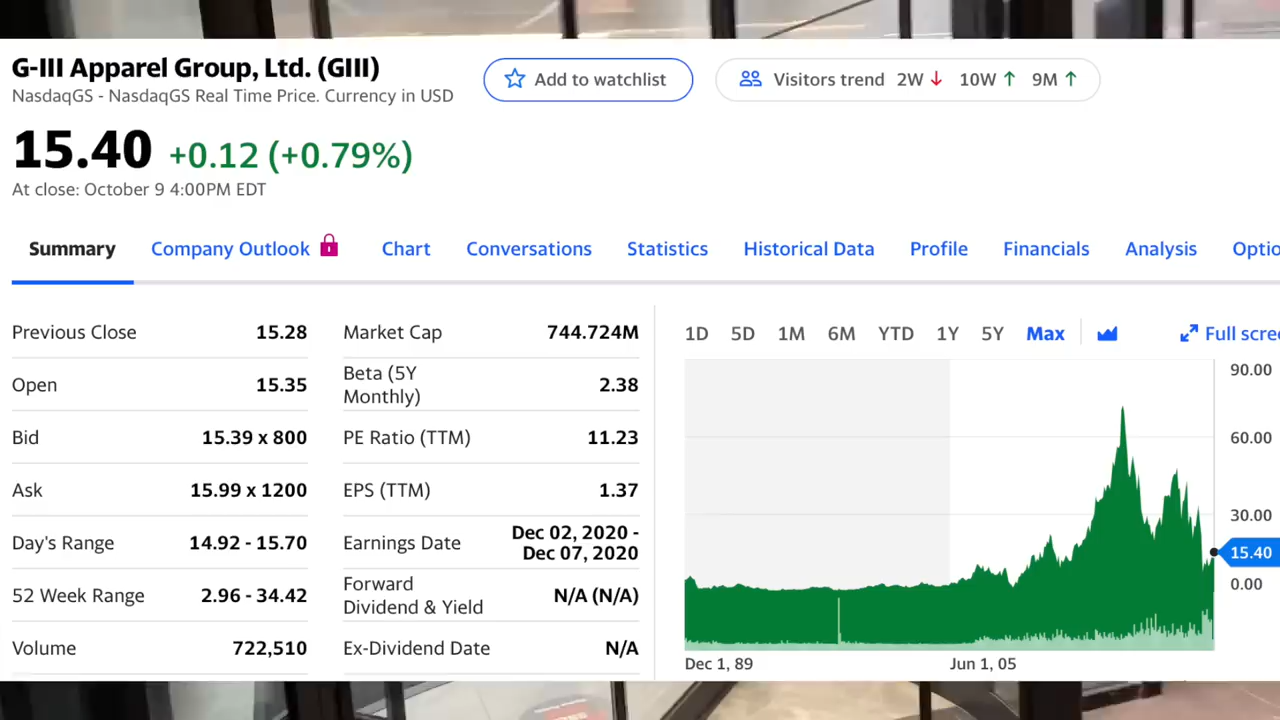 G-III Apparel Group, Ltd. (GIII)
NasdaqGS - NasdaqGS Real Time Price. Currency in USD
Add to watchlist
Visitors trend 2W 10W 9M
15.40 +0.12 (+0.79%)
At close: October 9 4:00PM EDT
Summary Company Outlook Chart Conversations Statistics Historical Data Profile Financials Analysis Optio
Previous Close 15.28
Open 15.35
Bid 15.39 x 800
Ask 15.99 x 1200
Day's Range 14.92 - 15.70
52 Week Range 2.96 - 34.42
Volume 722,510
Market Cap 744.724M
Beta (5Y
Monthly) 2.38
PE Ratio (TTM) 11.23
EPS (TTM) 1.37
Earnings Date Dec 02, 2020 -
Dec 07, 2020
Forward
Dividend & Yield N/A (N/A)
Ex-Dividend Date N/A
1D 5D 1M 6M YTD 1Y 5Y Max Full scre
90.00
60.00
30.00
15.40
0.00
Dec 1, 89 Jun 1, 05